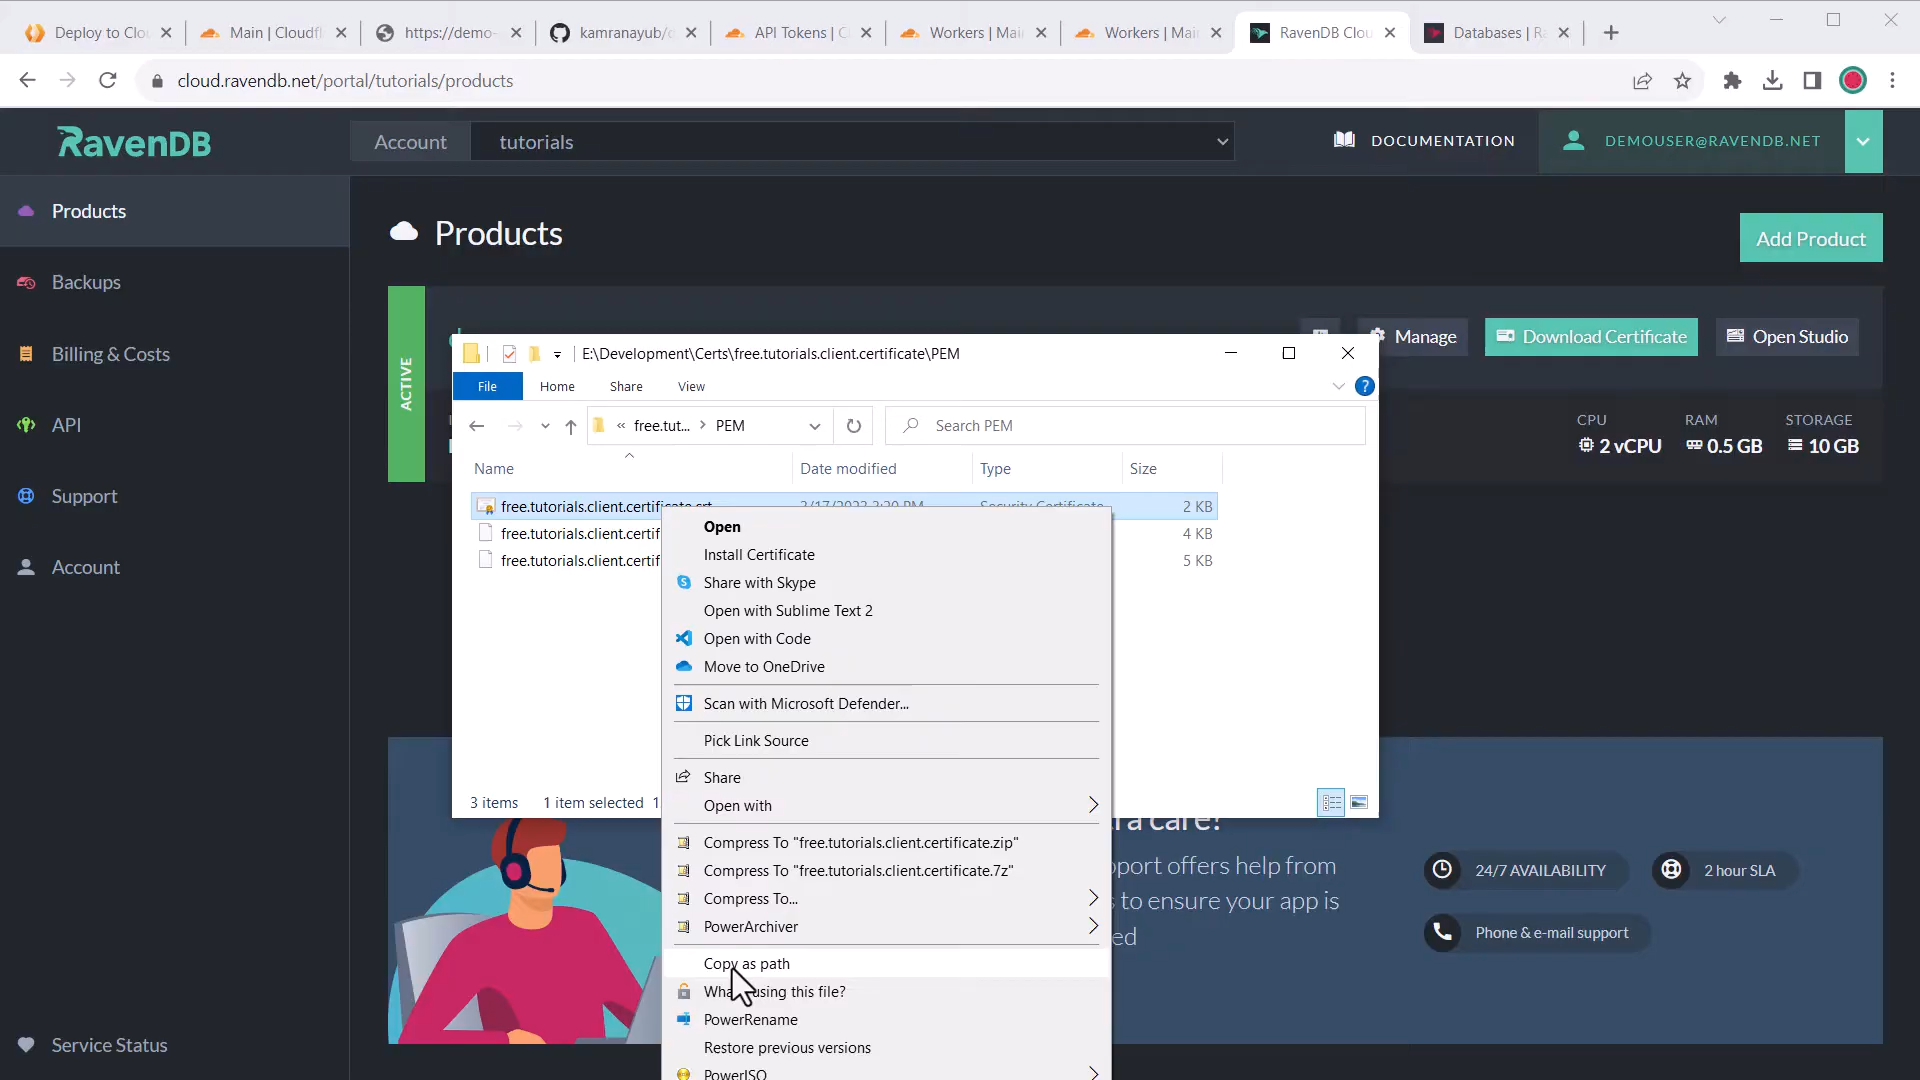 Deploy to Clo
Main | Cloudfl
https://demo-
kamranayub/c
API Tokens | C
Workers | Mai
Workers | Mai
RavenDB Clou
Databases | R
cloud.ravendb.net/portal/tutorials/products
RavenDB
Account
tutorials
DOCUMENTATION
DEMOUSER@RAVENDB.NET
Products
Backups
Billing & Costs
API
Support
Account
Service Status
Products
Add Product
ACTIVE
Manage
Download Certificate
Open Studio
CPU
RAM
STORAGE
2 vCPU
0.5 GB
10 GB
E:\Development\Certs\free.tutorials.client.certificate\PEM
File
Home
Share
View
« free.tut... > PEM
Search PEM
Name
Date modified
Type
Size
free.tutorials.client.certificate.crt
Security Certificate
2 KB
free.tutorials.client.certif
4 KB
free.tutorials.client.certif
5 KB
3 items
1 item selected
Open
Install Certificate
Share with Skype
Open with Sublime Text 2
Open with Code
Move to OneDrive
Scan with Microsoft Defender...
Pick Link Source
Share
Open with
Compress To "free.tutorials.client.certificate.zip"
Compress To "free.tutorials.client.certificate.7z"
Compress To...
PowerArchiver
Copy as path
using this file?
PowerRename
Restore previous versions
PowerISO
ra care?
port offers help from
s to ensure your app is
ed
24/7 AVAILABILITY
2 hour SLA
Phone & e-mail support